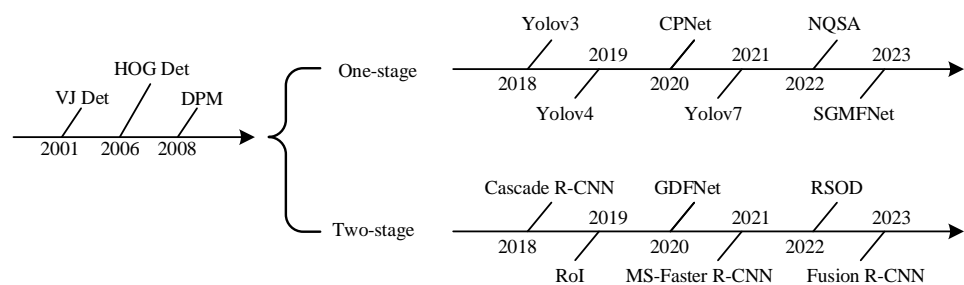 Yolov3
CPNet
NQSA
2019
2021
2023
One-stage
2018
2020
2022
Yolov4
Yolov7
SGMFNet
HOG Det
VJ Det
DPM
2001
2006
2008
Cascade R-CNN
GDFNet
RSOD
2019
2021
2023
Two-stage
2018
2020
2022
RoI
MS-Faster R-CNN
Fusion R-CNN